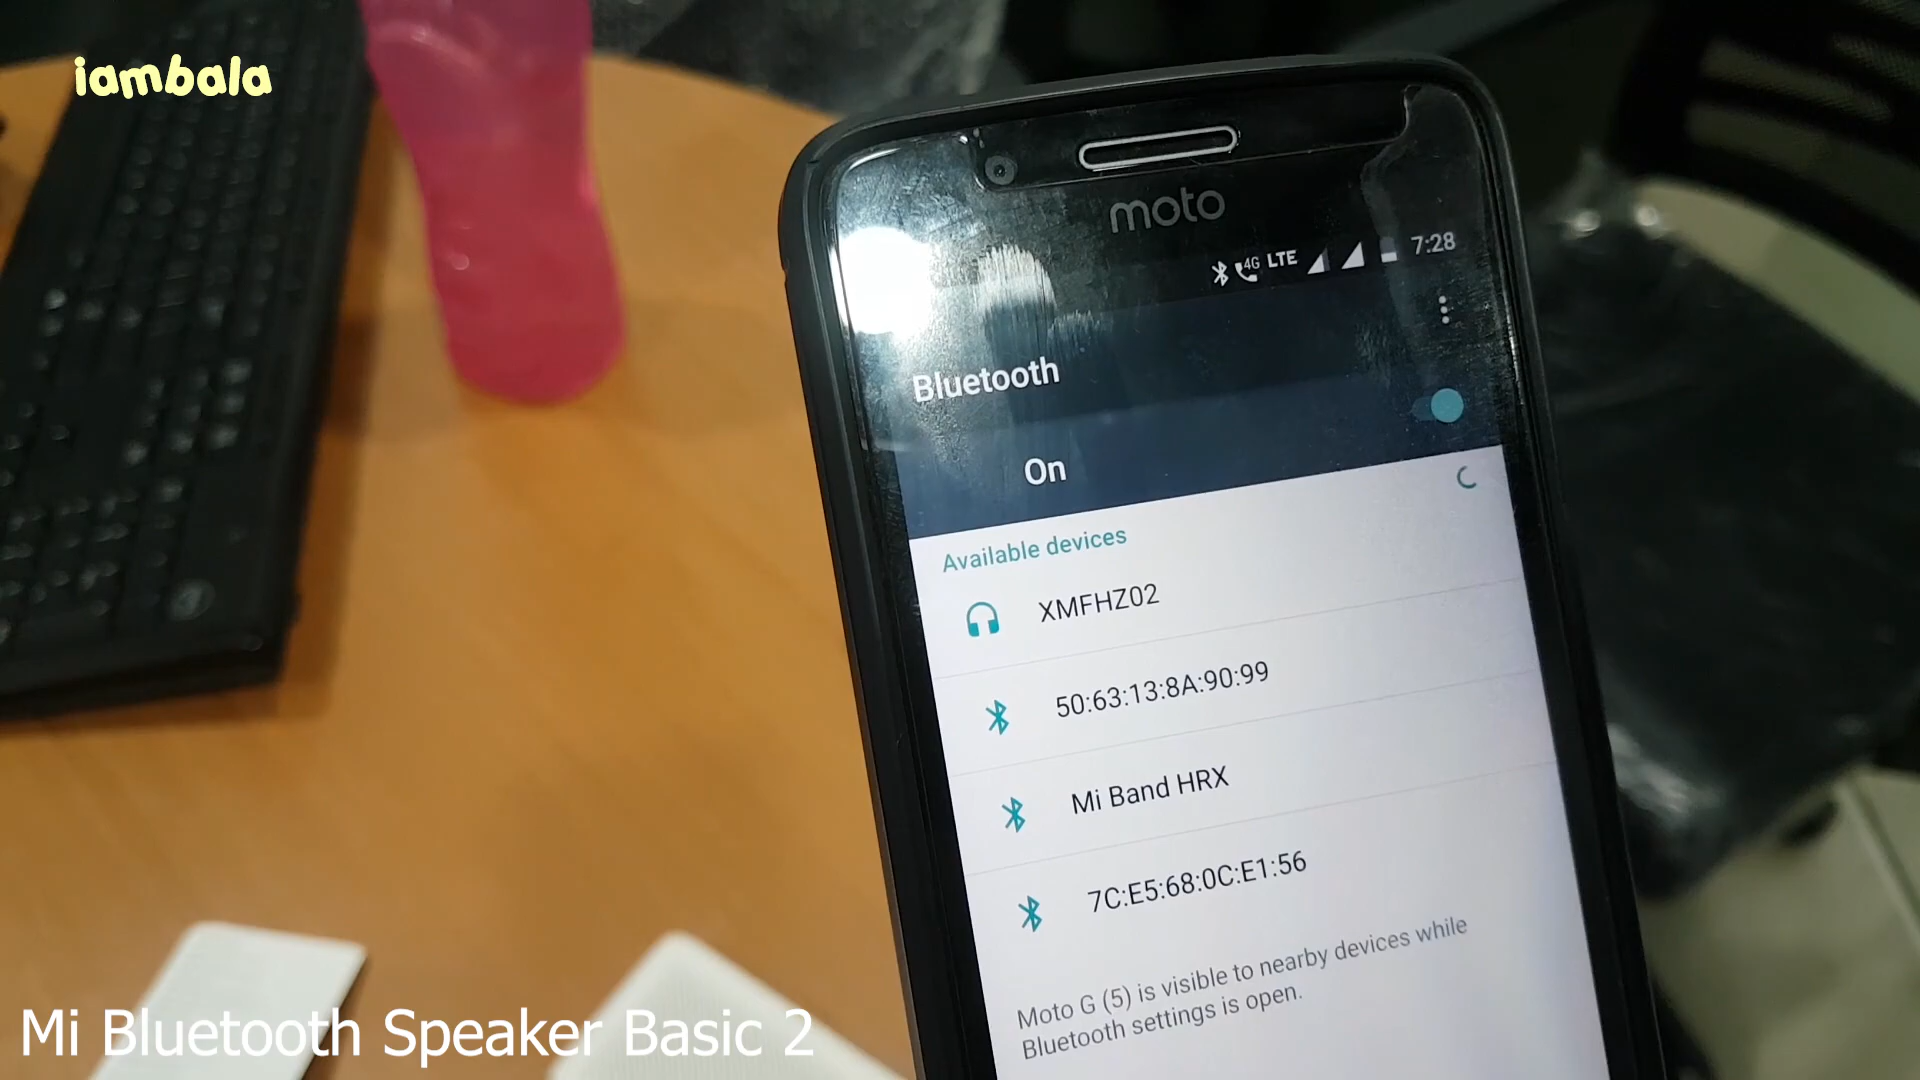 iambala
moto
4G LTE 7:28
Bluetooth
On
Available devices
XMFHZ02
50:63:13:8A:90:99
Mi Band HRX
7C:E5:68:0C:E1:56
Moto G (5) is visible to nearby devices while
Bluetooth settings is open.
Mi Bluetooth Speaker Basic 2